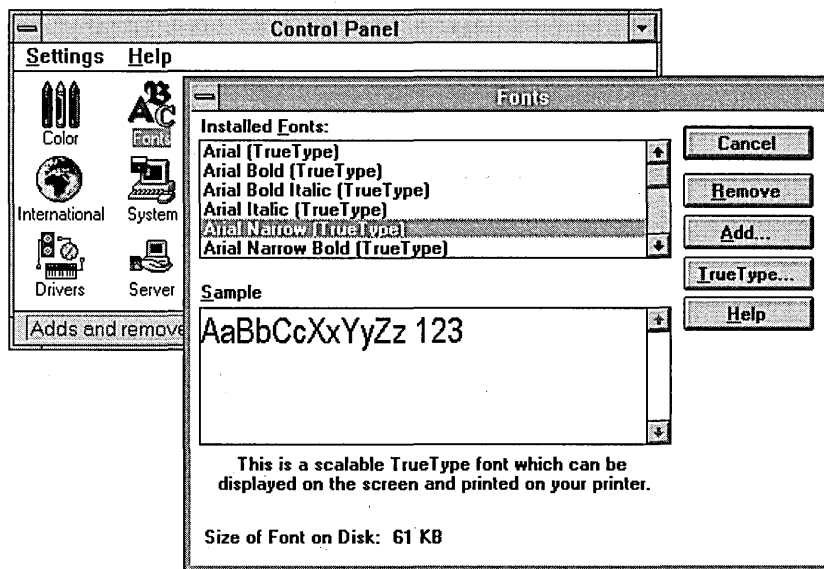 Control Panel
Settings Help
Color
Fonts
International
System
Drivers
Server
Adds and remove
Fonts
Installed Fonts:
Arial (TrueType)
Arial Bold (TrueType)
Arial Bold Italic (TrueType)
Arial Italic (TrueType)
Arial Narrow (TrueType)
Arial Narrow Bold (TrueType)
Sample
AaBbCcXxYyZz 123
This is a scalable TrueType font which can be
displayed on the screen and printed on your printer.
Size of Font on Disk: 61 KB
Cancel
Remove
Add...
TrueType...
Help